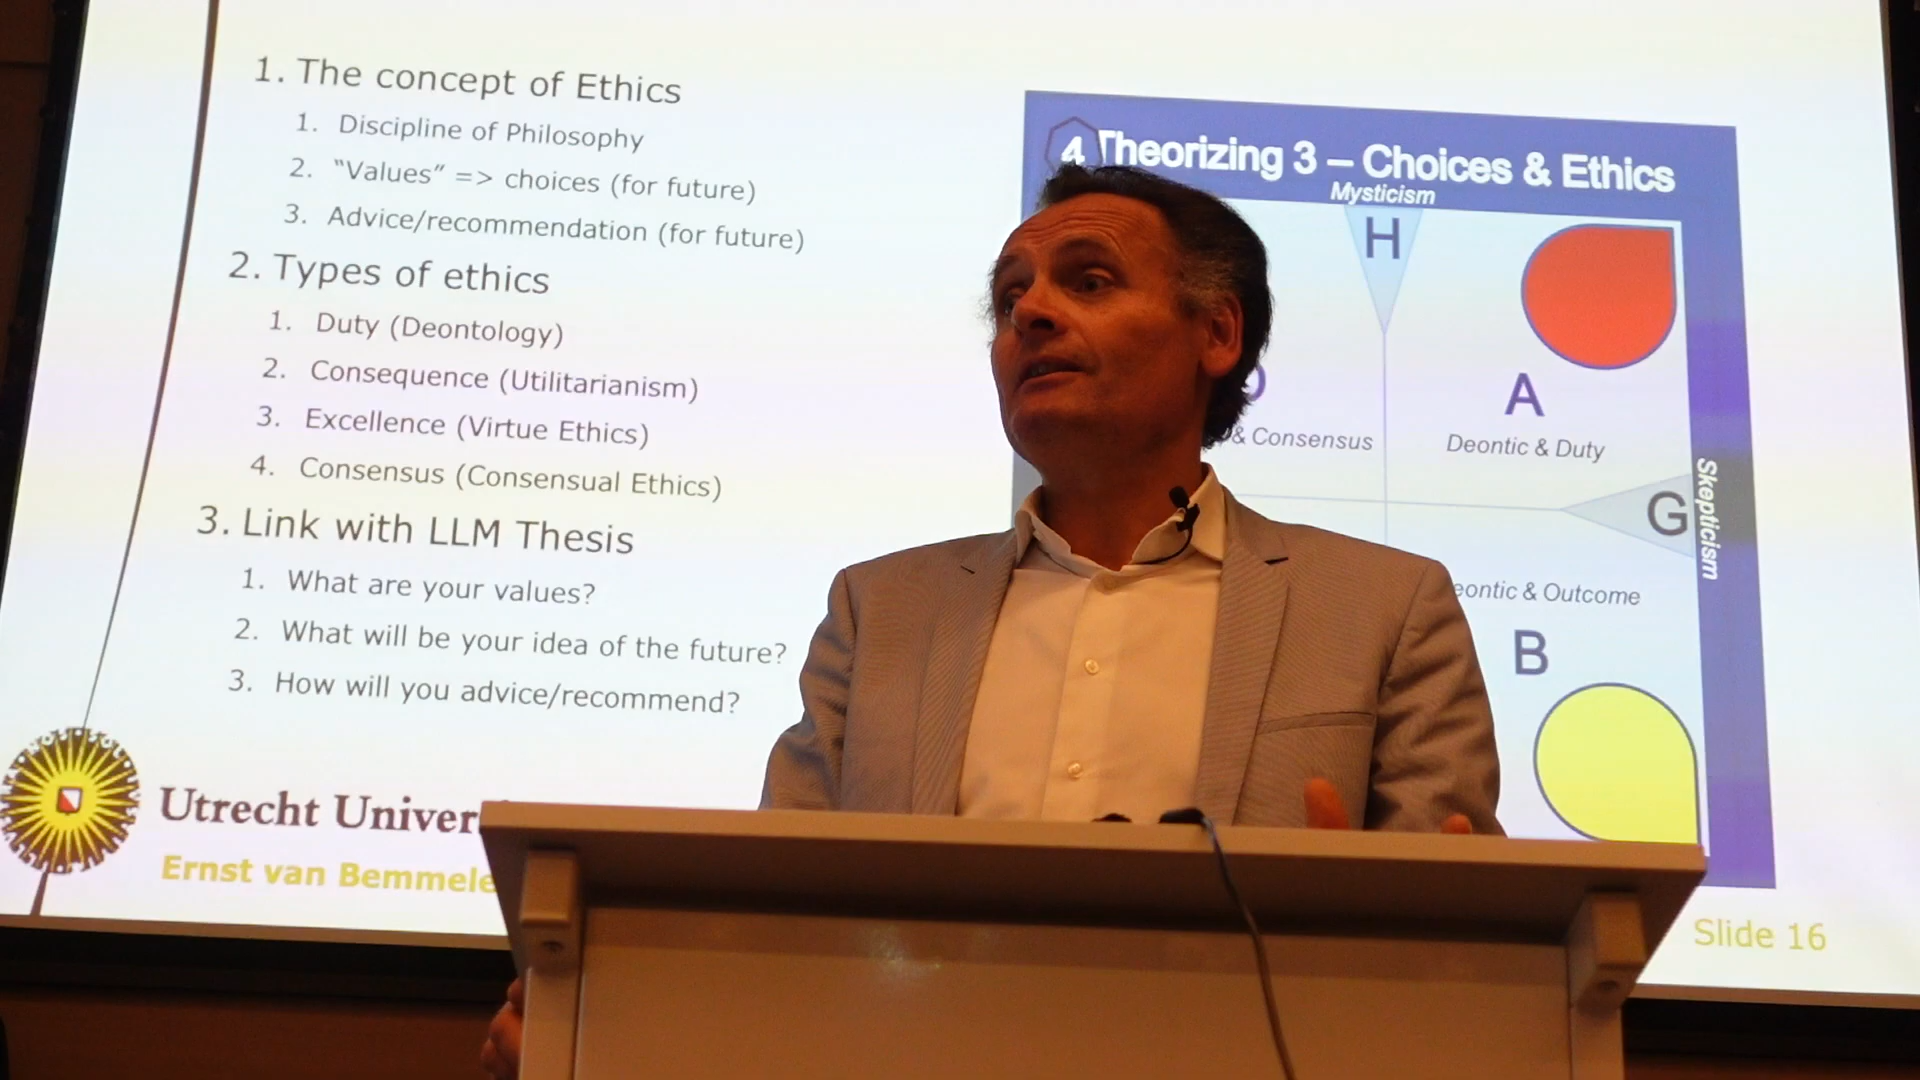 1. The concept of Ethics
1. Discipline of Philosophy
2. "Values" => choices (for future)
3. Advice/recommendation (for future)
2. Types of ethics
1. Duty (Deontology)
2. Consequence (Utilitarianism)
3. Excellence (Virtue Ethics)
4. Consensus (Consensual Ethics)
3. Link with LLM Thesis
1. What are your values?
2. What will be your idea of the future?
3. How will you advice/recommend?
Utrecht
Ernst van
4 Theorizing 3 – Choices & Ethics
Mysticism
H
A
& Consensus
Deontic & Duty
G
Skepticism
& Outcome
B
Slide 16